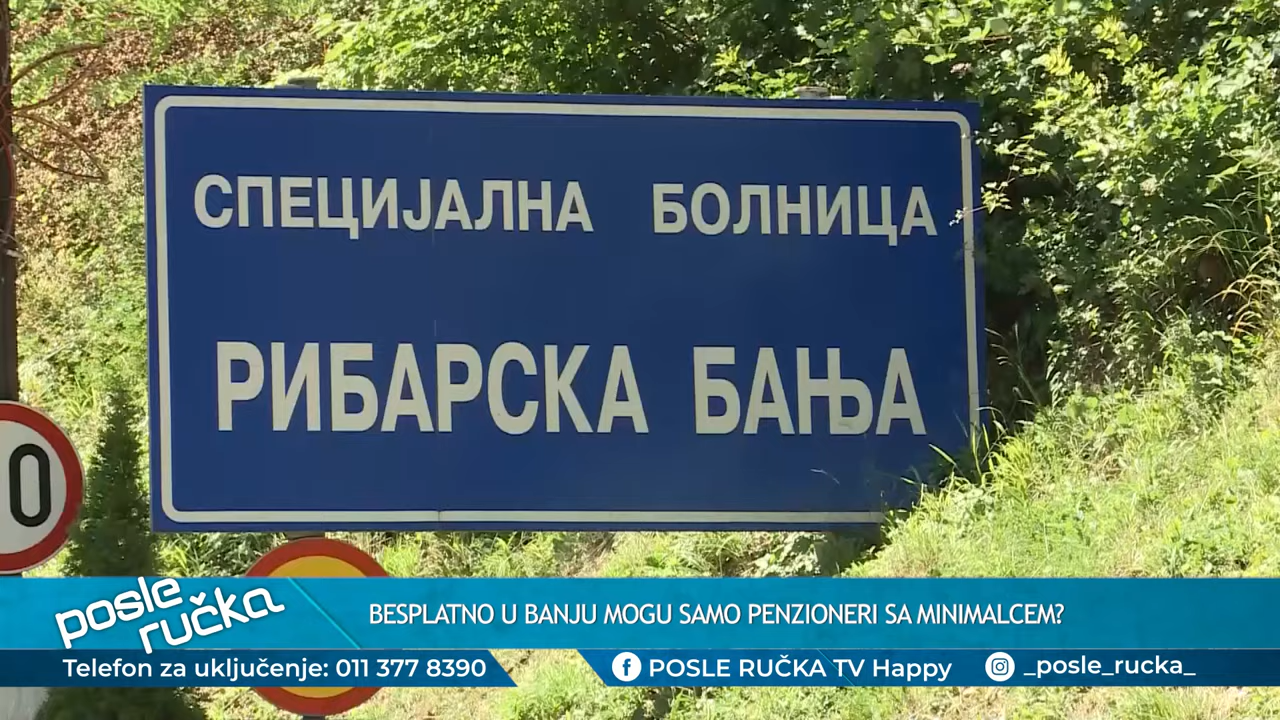 СПЕЦИЈАЛНА БОЛНИЦА
РИБАРСКА БАЊА
0
posle
ručka
BESPLATNO U BANJU MOGU SAMO PENZIONERI SA MINIMALCEM?
Telefon za uključenje: 011 377 8390
POSLE RUČKA TV Happy
_posle_rucka_